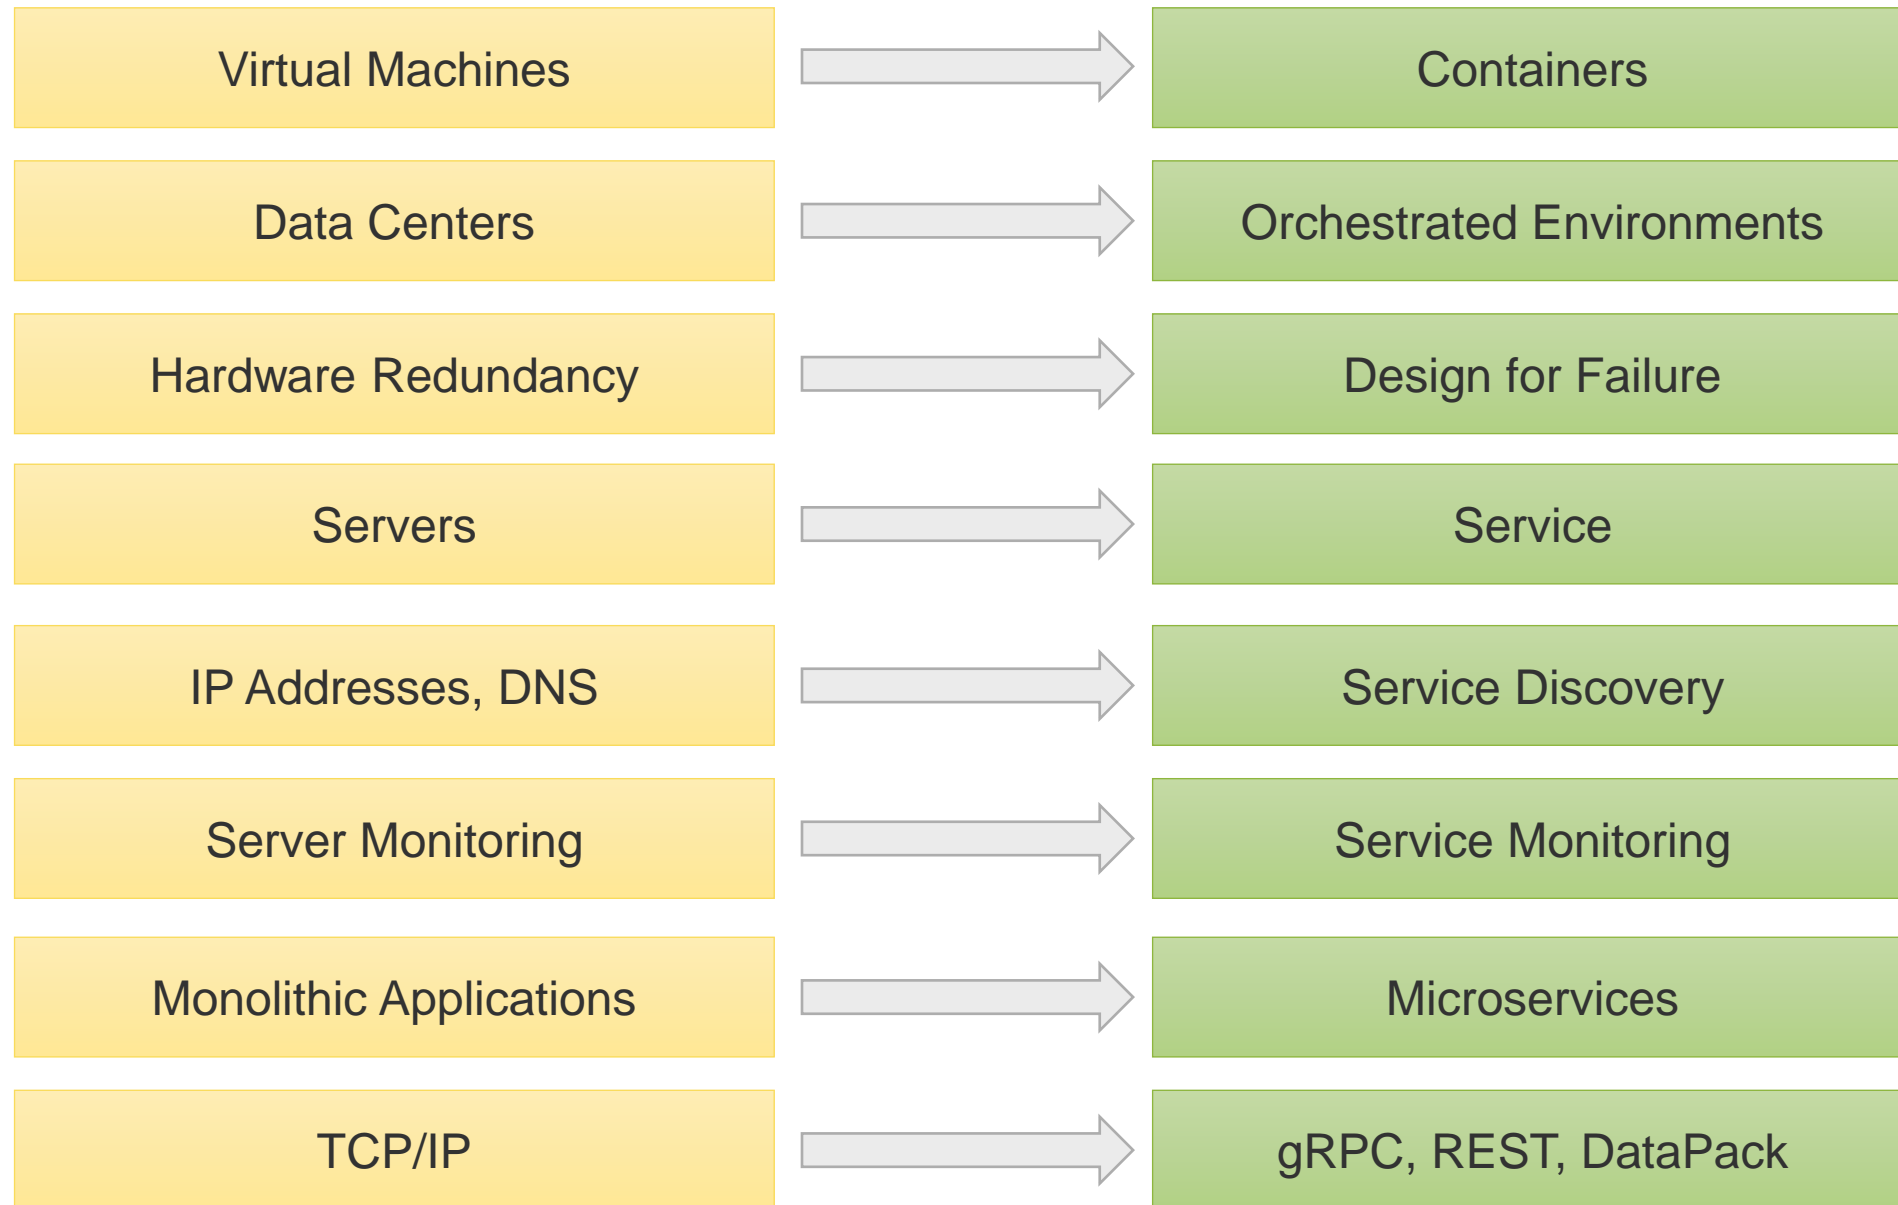 Virtual Machines
Containers
Data Centers
Orchestrated Environments
Hardware Redundancy
Design for Failure
Servers
Service
IP Addresses, DNS
Service Discovery
Server Monitoring
Service Monitoring
Monolithic Applications
Microservices
TCP/IP
gRPC, REST, DataPack